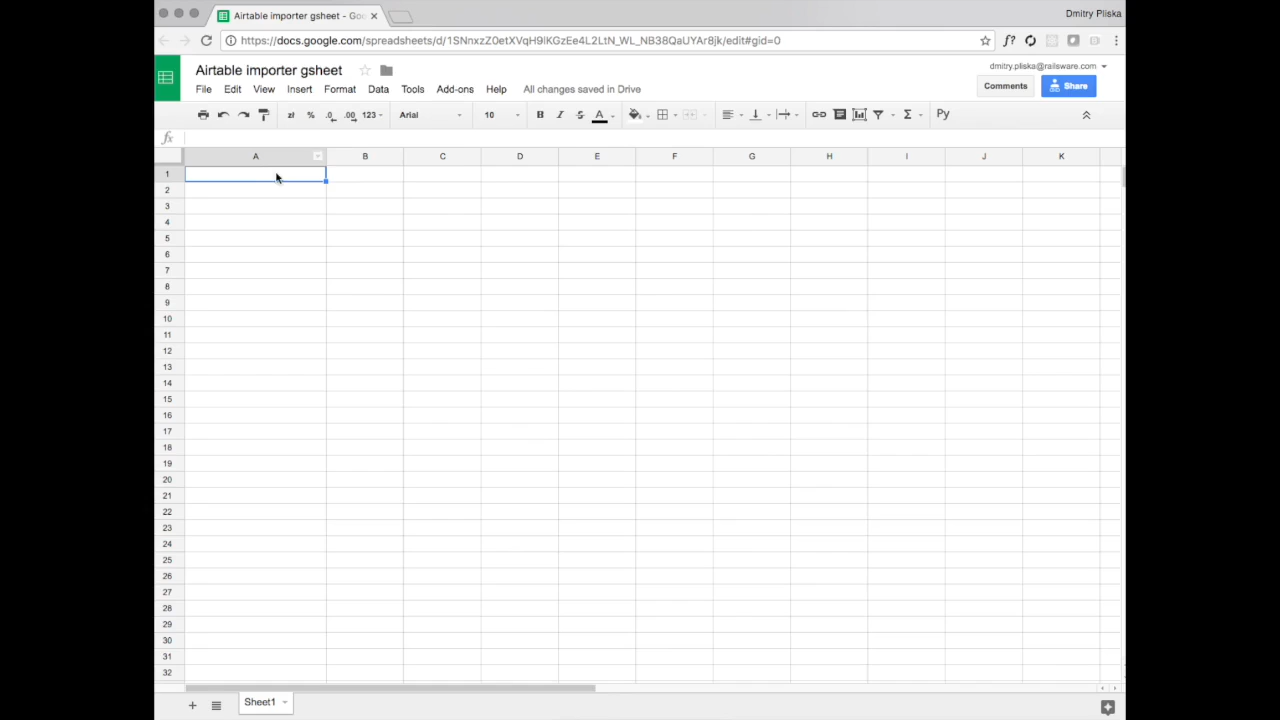 Airtable importer gsheet - Goo
Dmitry Pliska
https://docs.google.com/spreadsheets/d/1SNnxzZ0etXVqH9lKGzEe4L2LtN_WL_NB38QaUYAr8jk/edit#gid=0
f?
Airtable importer gsheet
dmitry.pliska@railsware.com
File Edit View Insert Format Data Tools Add-ons Help All changes saved in Drive
Comments Share
zł % .0 .00 123 Arial 10 B I S A Σ Py
fx
A B C D E F G H I J K
1
2
3
4
5
6
7
8
9
10
11
12
13
14
15
16
17
18
19
20
21
22
23
24
25
26
27
28
29
30
31
32
+ Sheet1